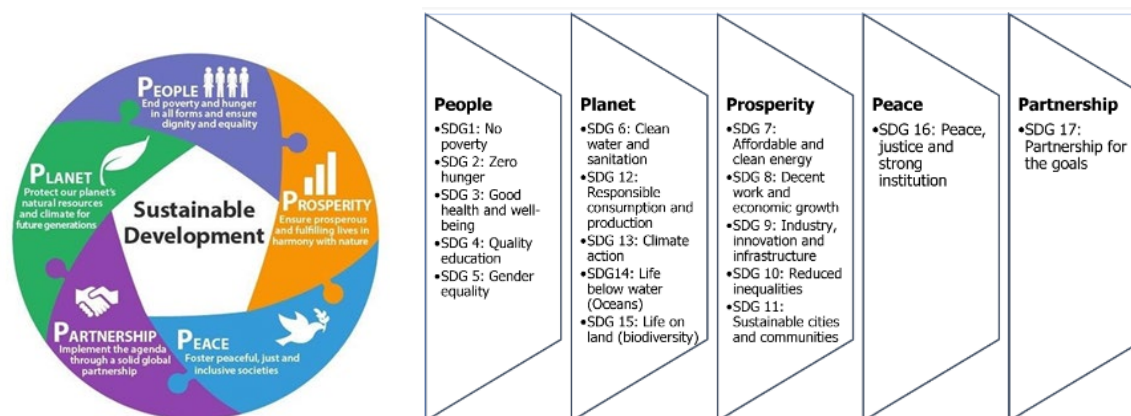 PEOPLE
End poverty and hunger
in all forms and ensure
dignity and equality
PLANET
Protect our planet's
natural resources
and climate for
future generations
Sustainable
Development
PROSPERITY
Ensure prosperous
and fulfilling lives in
harmony with nature
PARTNERSHIP
Implement the agenda
through a solid global
partnership
PEACE
Foster peaceful, just and
inclusive societies
People
•SDG1: No
poverty
•SDG 2: Zero
hunger
•SDG 3: Good
health and well-
being
•SDG 4: Quality
education
•SDG 5: Gender
equality
Planet
•SDG 6: Clean
water and
sanitation
•SDG 12:
Responsible
consumption and
production
•SDG 13: Climate
action
•SDG14: Life
below water
(Oceans)
•SDG 15: Life on
land (biodiversity)
Prosperity
•SDG 7:
Affordable and
clean energy
•SDG 8: Decent
work and
economic growth
•SDG 9: Industry,
innovation and
infrastructure
•SDG 10: Reduced
inequalities
•SDG 11:
Sustainable cities
and communities
Peace
•SDG 16: Peace,
justice and
strong
institution
Partnership
•SDG 17:
Partnership for
the goals